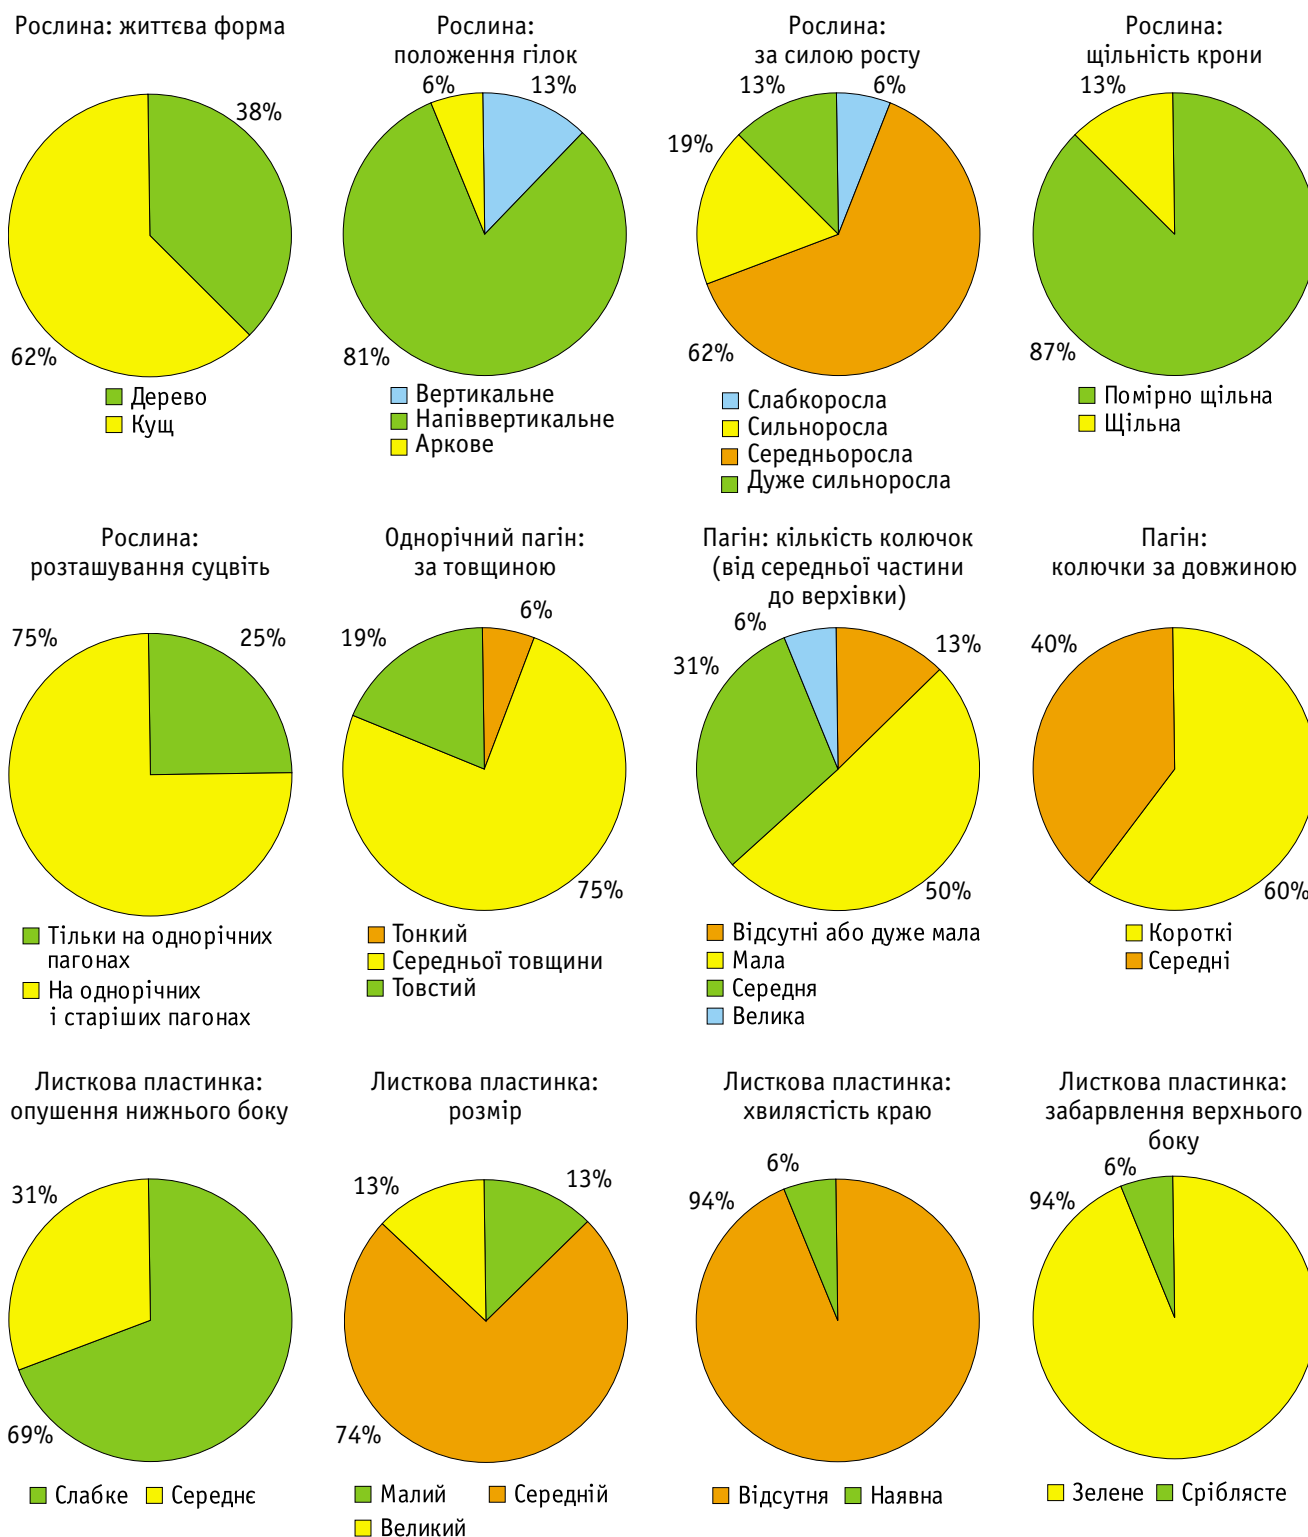 Рослина: життєва форма
38%
62%
Дерево
Кущ
Рослина:
положення гілок
6%
13%
81%
Вертикальне
Напіввертикальне
Аркове
Рослина:
за силою росту
13%
6%
19%
62%
Слабкоросла
Сильноросла
Середньоросла
Дуже сильноросла
Рослина:
щільність крони
13%
87%
Помірно щільна
Щільна
Рослина:
розташування суцвіть
75%
25%
Тільки на однорічних
пагонах
На однорічних
і старіших пагонах
Однорічний пагін:
за товщиною
6%
19%
75%
Тонкий
Середньої товщини
Товстий
Пагін: кількість колючок
(від середньої частини
до верхівки)
6%
13%
31%
50%
Відсутні або дуже мала
Мала
Середня
Велика
Пагін:
колючки за довжиною
40%
60%
Короткі
Середні
Листкова пластинка:
опушення нижнього боку
31%
69%
Слабке
Середнє
Листкова пластинка:
розмір
13%
13%
74%
Малий
Середній
Великий
Листкова пластинка:
хвилястість краю
6%
94%
Відсутня
Наявна
Листкова пластинка:
забарвлення верхнього
боку
6%
94%
Зелене
Сріблясте